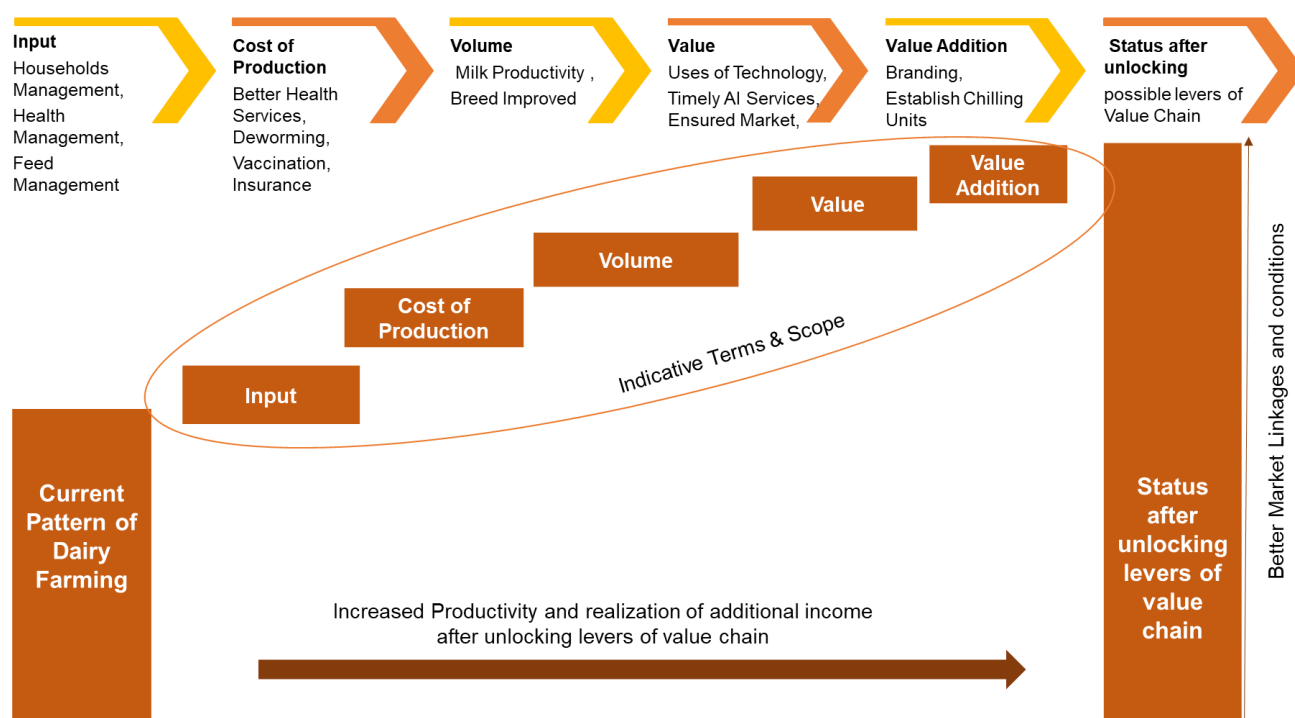 Input
Households
Management,
Health
Management,
Feed
Management
Cost of
Production
Better Health
Services,
Deworming,
Vaccination,
Insurance
Volume
Milk Productivity ,
Breed Improved
Value
Uses of Technology,
Timely AI Services,
Ensured Market,
Value Addition
Branding,
Establish Chilling
Units
Status after
unlocking
possible levers of
Value Chain
Value
Addition
Value
Volume
Cost of
Production
Input
Indicative Terms & Scope
Current
Pattern of
Dairy
Farming
Increased Productivity and realization of additional income
after unlocking levers of value chain
Status
after
unlocking
levers of
value
chain
Better Market Linkages and conditions